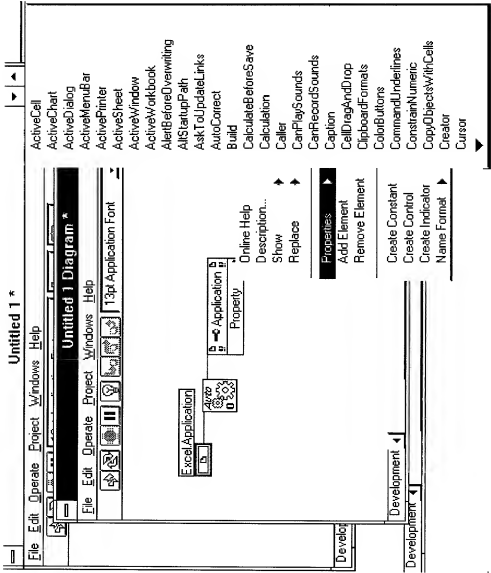 Untitled 1 *
File Edit Operate Project Windows Help
Untitled 1 Diagram *
File Edit Operate Project Windows Help
13pt Application Font
Excel.Application
Auto
Application
Property
Online Help
Description...
Show
Replace
Properties
Add Element
Remove Element
Create Constant
Create Control
Create Indicator
Name Format
ActiveCell
ActiveChart
ActiveDialog
ActiveMenuBar
ActivePrinter
ActiveSheet
ActiveWindow
ActiveWorkbook
AlertBeforeOverwriting
AltStartupPath
AskToUpdateLinks
AutoCorrect
Build
CalculateBeforeSave
Calculation
Caller
CanPlaySounds
CanRecordSounds
Caption
CellDragAndDrop
ClipboardFormats
ColorButtons
CommandUnderlines
ConstrainNumeric
CopyObjectsWithCells
Creator
Cursor
Develop
Development
Development